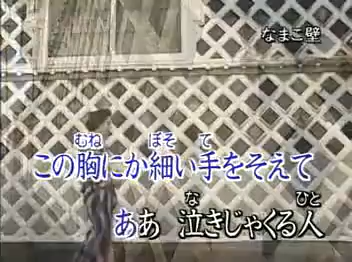 なまこ壁
むね ぼそ て
この胸にか細い手をそえて
な ひと
ああ 泣きじゃくる人